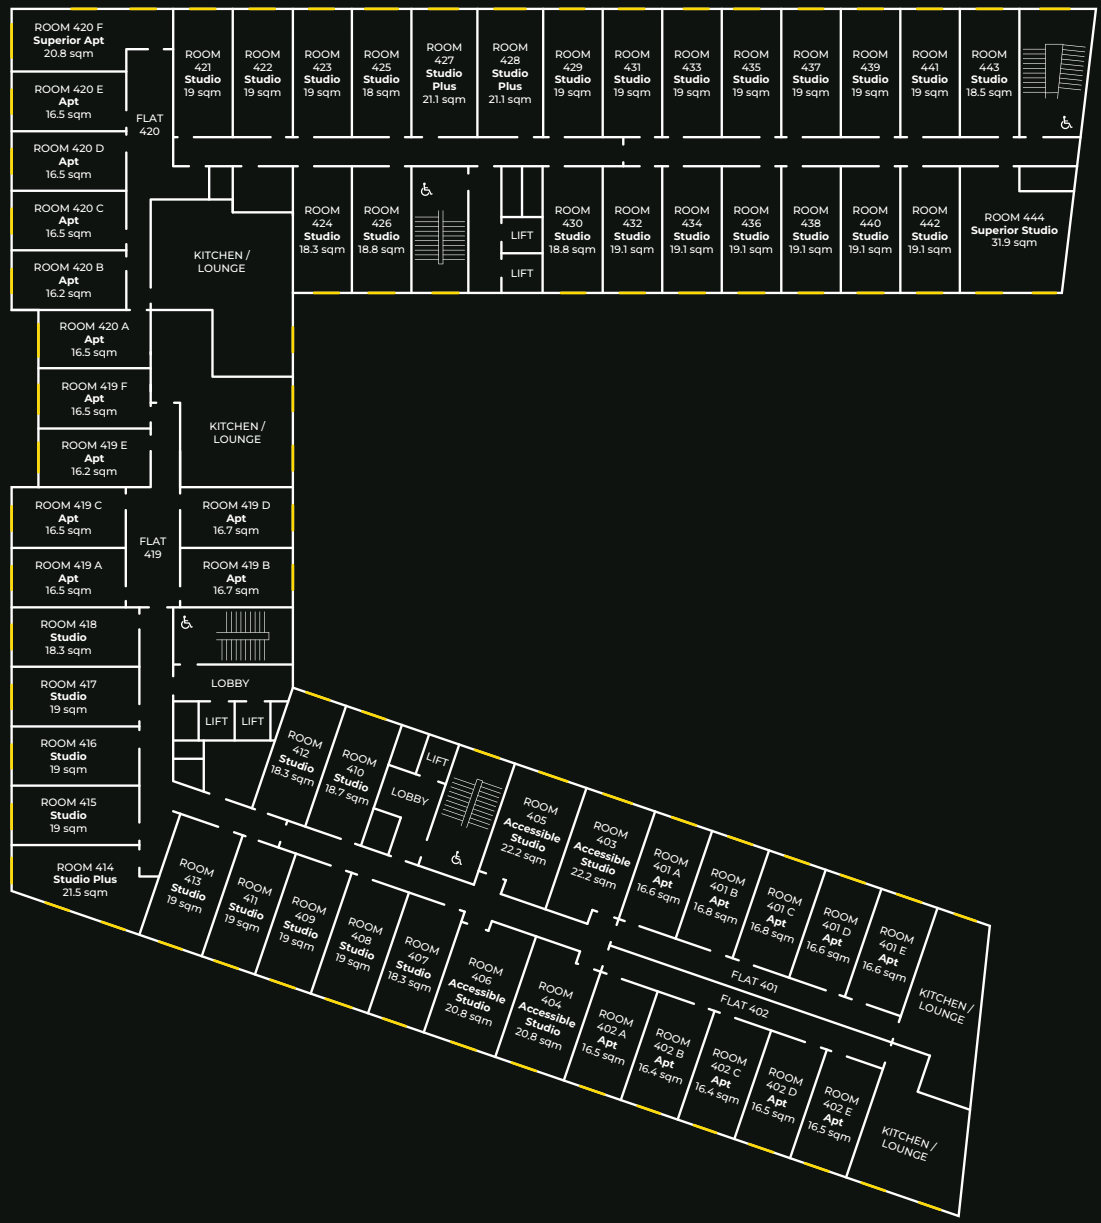 ROOM 420 F
Superior Apt
20.8 sqm
ROOM 420 E
Apt
16.5 sqm
ROOM 420 D
Apt
16.5 sqm
ROOM 420 C
Apt
16.5 sqm
ROOM 420 B
Apt
16.2 sqm
FLAT
420
ROOM
421
Studio
19 sqm
ROOM
422
Studio
19 sqm
ROOM
423
Studio
19 sqm
ROOM
425
Studio
18 sqm
ROOM
427
Studio
Plus
21.1 sqm
ROOM
428
Studio
Plus
21.1 sqm
ROOM
429
Studio
19 sqm
ROOM
431
Studio
19 sqm
ROOM
433
Studio
19 sqm
ROOM
435
Studio
19 sqm
ROOM
437
Studio
19 sqm
ROOM
439
Studio
19 sqm
ROOM
441
Studio
19 sqm
ROOM
443
Studio
18.5 sqm
KITCHEN /
LOUNGE
ROOM
424
Studio
18.3 sqm
ROOM
426
Studio
18.8 sqm
LIFT
LIFT
ROOM
430
Studio
18.8 sqm
ROOM
432
Studio
19.1 sqm
ROOM
434
Studio
19.1 sqm
ROOM
436
Studio
19.1 sqm
ROOM
438
Studio
19.1 sqm
ROOM
440
Studio
19.1 sqm
ROOM
442
Studio
19.1 sqm
ROOM 444
Superior Studio
31.9 sqm
ROOM 420 A
Apt
16.5 sqm
ROOM 419 F
Apt
16.5 sqm
ROOM 419 E
Apt
16.2 sqm
KITCHEN /
LOUNGE
ROOM 419 C
Apt
16.5 sqm
ROOM 419 A
Apt
16.5 sqm
FLAT
419
ROOM 419 D
Apt
16.7 sqm
ROOM 419 B
Apt
16.7 sqm
ROOM 418
Studio
18.3 sqm
ROOM 417
Studio
19 sqm
ROOM 416
Studio
19 sqm
ROOM 415
Studio
19 sqm
ROOM 414
Studio Plus
21.5 sqm
LOBBY
LIFT
LIFT
ROOM
412
Studio
18.3 sqm
ROOM
410
Studio
18.7 sqm
LIFT
LOBBY
ROOM
405
Accessible
Studio
22.2 sqm
ROOM
403
Accessible
Studio
22.2 sqm
ROOM
401 A
Apt
16.6 sqm
ROOM
401 B
Apt
16.8 sqm
ROOM
401 C
Apt
16.8 sqm
ROOM
401 D
Apt
16.6 sqm
ROOM
401 E
Apt
16.6 sqm
KITCHEN /
LOUNGE
ROOM
413
Studio
19 sqm
ROOM
411
Studio
19 sqm
ROOM
409
Studio
19 sqm
ROOM
408
Studio
19 sqm
ROOM
407
Studio
18.3 sqm
ROOM
406
Accessible
Studio
20.8 sqm
ROOM
404
Accessible
Studio
20.8 sqm
FLAT 401
FLAT 402
ROOM
402 A
Apt
16.5 sqm
ROOM
402 B
Apt
16.4 sqm
ROOM
402 C
Apt
16.4 sqm
ROOM
402 D
Apt
16.5 sqm
ROOM
402 E
Apt
16.5 sqm
KITCHEN /
LOUNGE